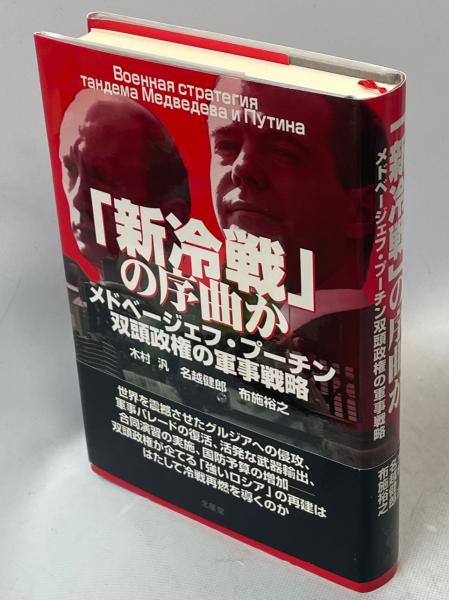 Военная стратегия
тандема Медведева и Путина
「新冷戦」
の序曲か
メドベージェフ・プーチン
双頭政権の軍事戦略
木村 汎 名越健郎 布施裕之
世界を震撼させたグルジアへの侵攻、
軍事パレードの復活、活発な武器輸出、
合同演習の実施、国防予算の増加――
双頭政権が企てる「強いロシア」の再建は
はたして冷戦再燃を導くのか
北星堂
「新冷戦」の序曲か
メドベージェフ・プーチン双頭政権の軍事戦略
名越健郎
布施裕之